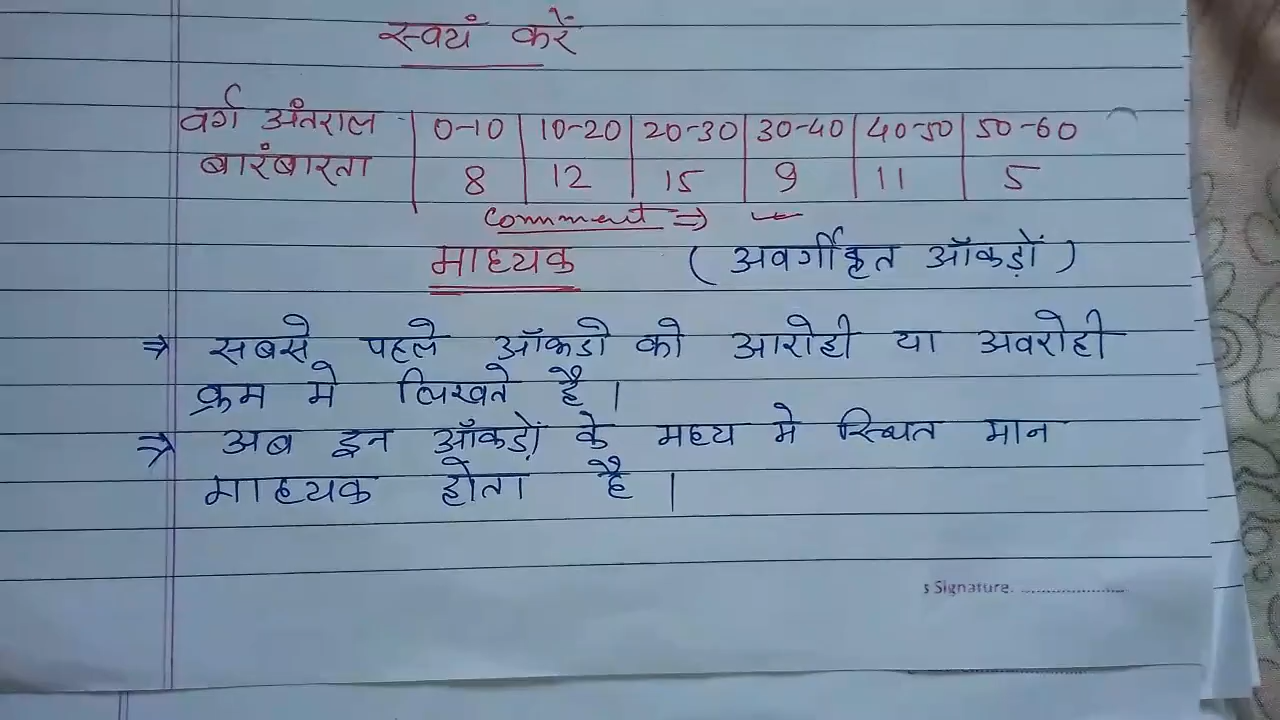 स्वयं करें
वर्ग अंतराल 0-10 10-20 20-30 30-40 40-50 50-60
बारंबारता 8 12 15 9 11 5
Comment ⇒
माध्यक (अवर्गीकृत आँकड़ों)
⇒ सबसे पहले आँकडो को आरोही या अवरोही
क्रम मे लिखते है।
⇒ अब इन आँकड़ों के मध्य मे स्थित मान
माध्यक होता है।
s Signature. ........................